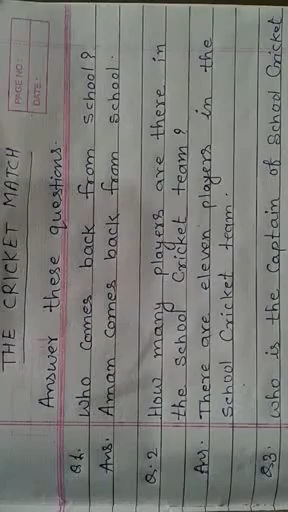 PAGE NO:
DATE:
THE CRICKET MATCH
Answer these questions.
Q1. Who Comes back from school?
Ans. Aman comes back from school.
Q.2 How many players are there in
the School Cricket team?
Ans. There are eleven players in the
School Cricket team.
Q3. Who is the Captain of School Cricket